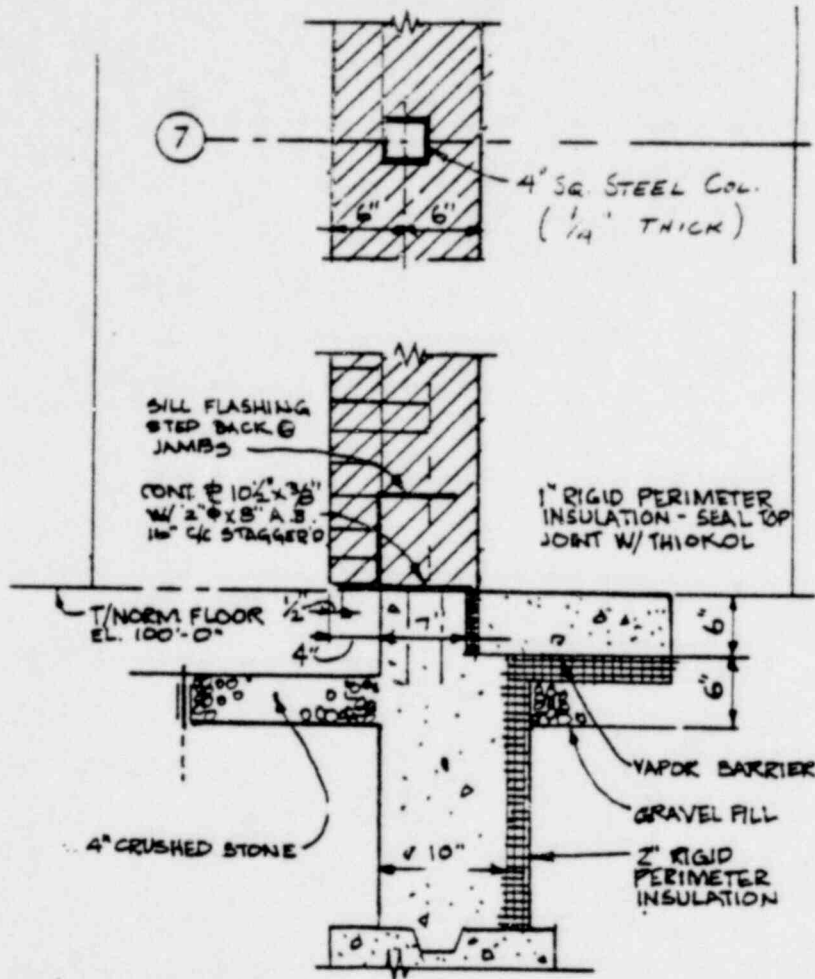 7
4" SQ. STEEL COL.
(1/4" THICK)
6" 6"
SILL FLASHING
STEP BACK @
JAMBS
CONT. ℄ 10½" x 3/8"
W/ 2" Φ x 8" A.B.
16" C/C STAGGER'D
1" RIGID PERIMETER
INSULATION - SEAL TOP
JOINT W/ THIOKOL
T/NORM FLOOR
EL. 100'-0"
½"
4"
7"
6"
6"
VAPOR BARRIER
GRAVEL FILL
4" CRUSHED STONE
10"
2" RIGID
PERIMETER
INSULATION